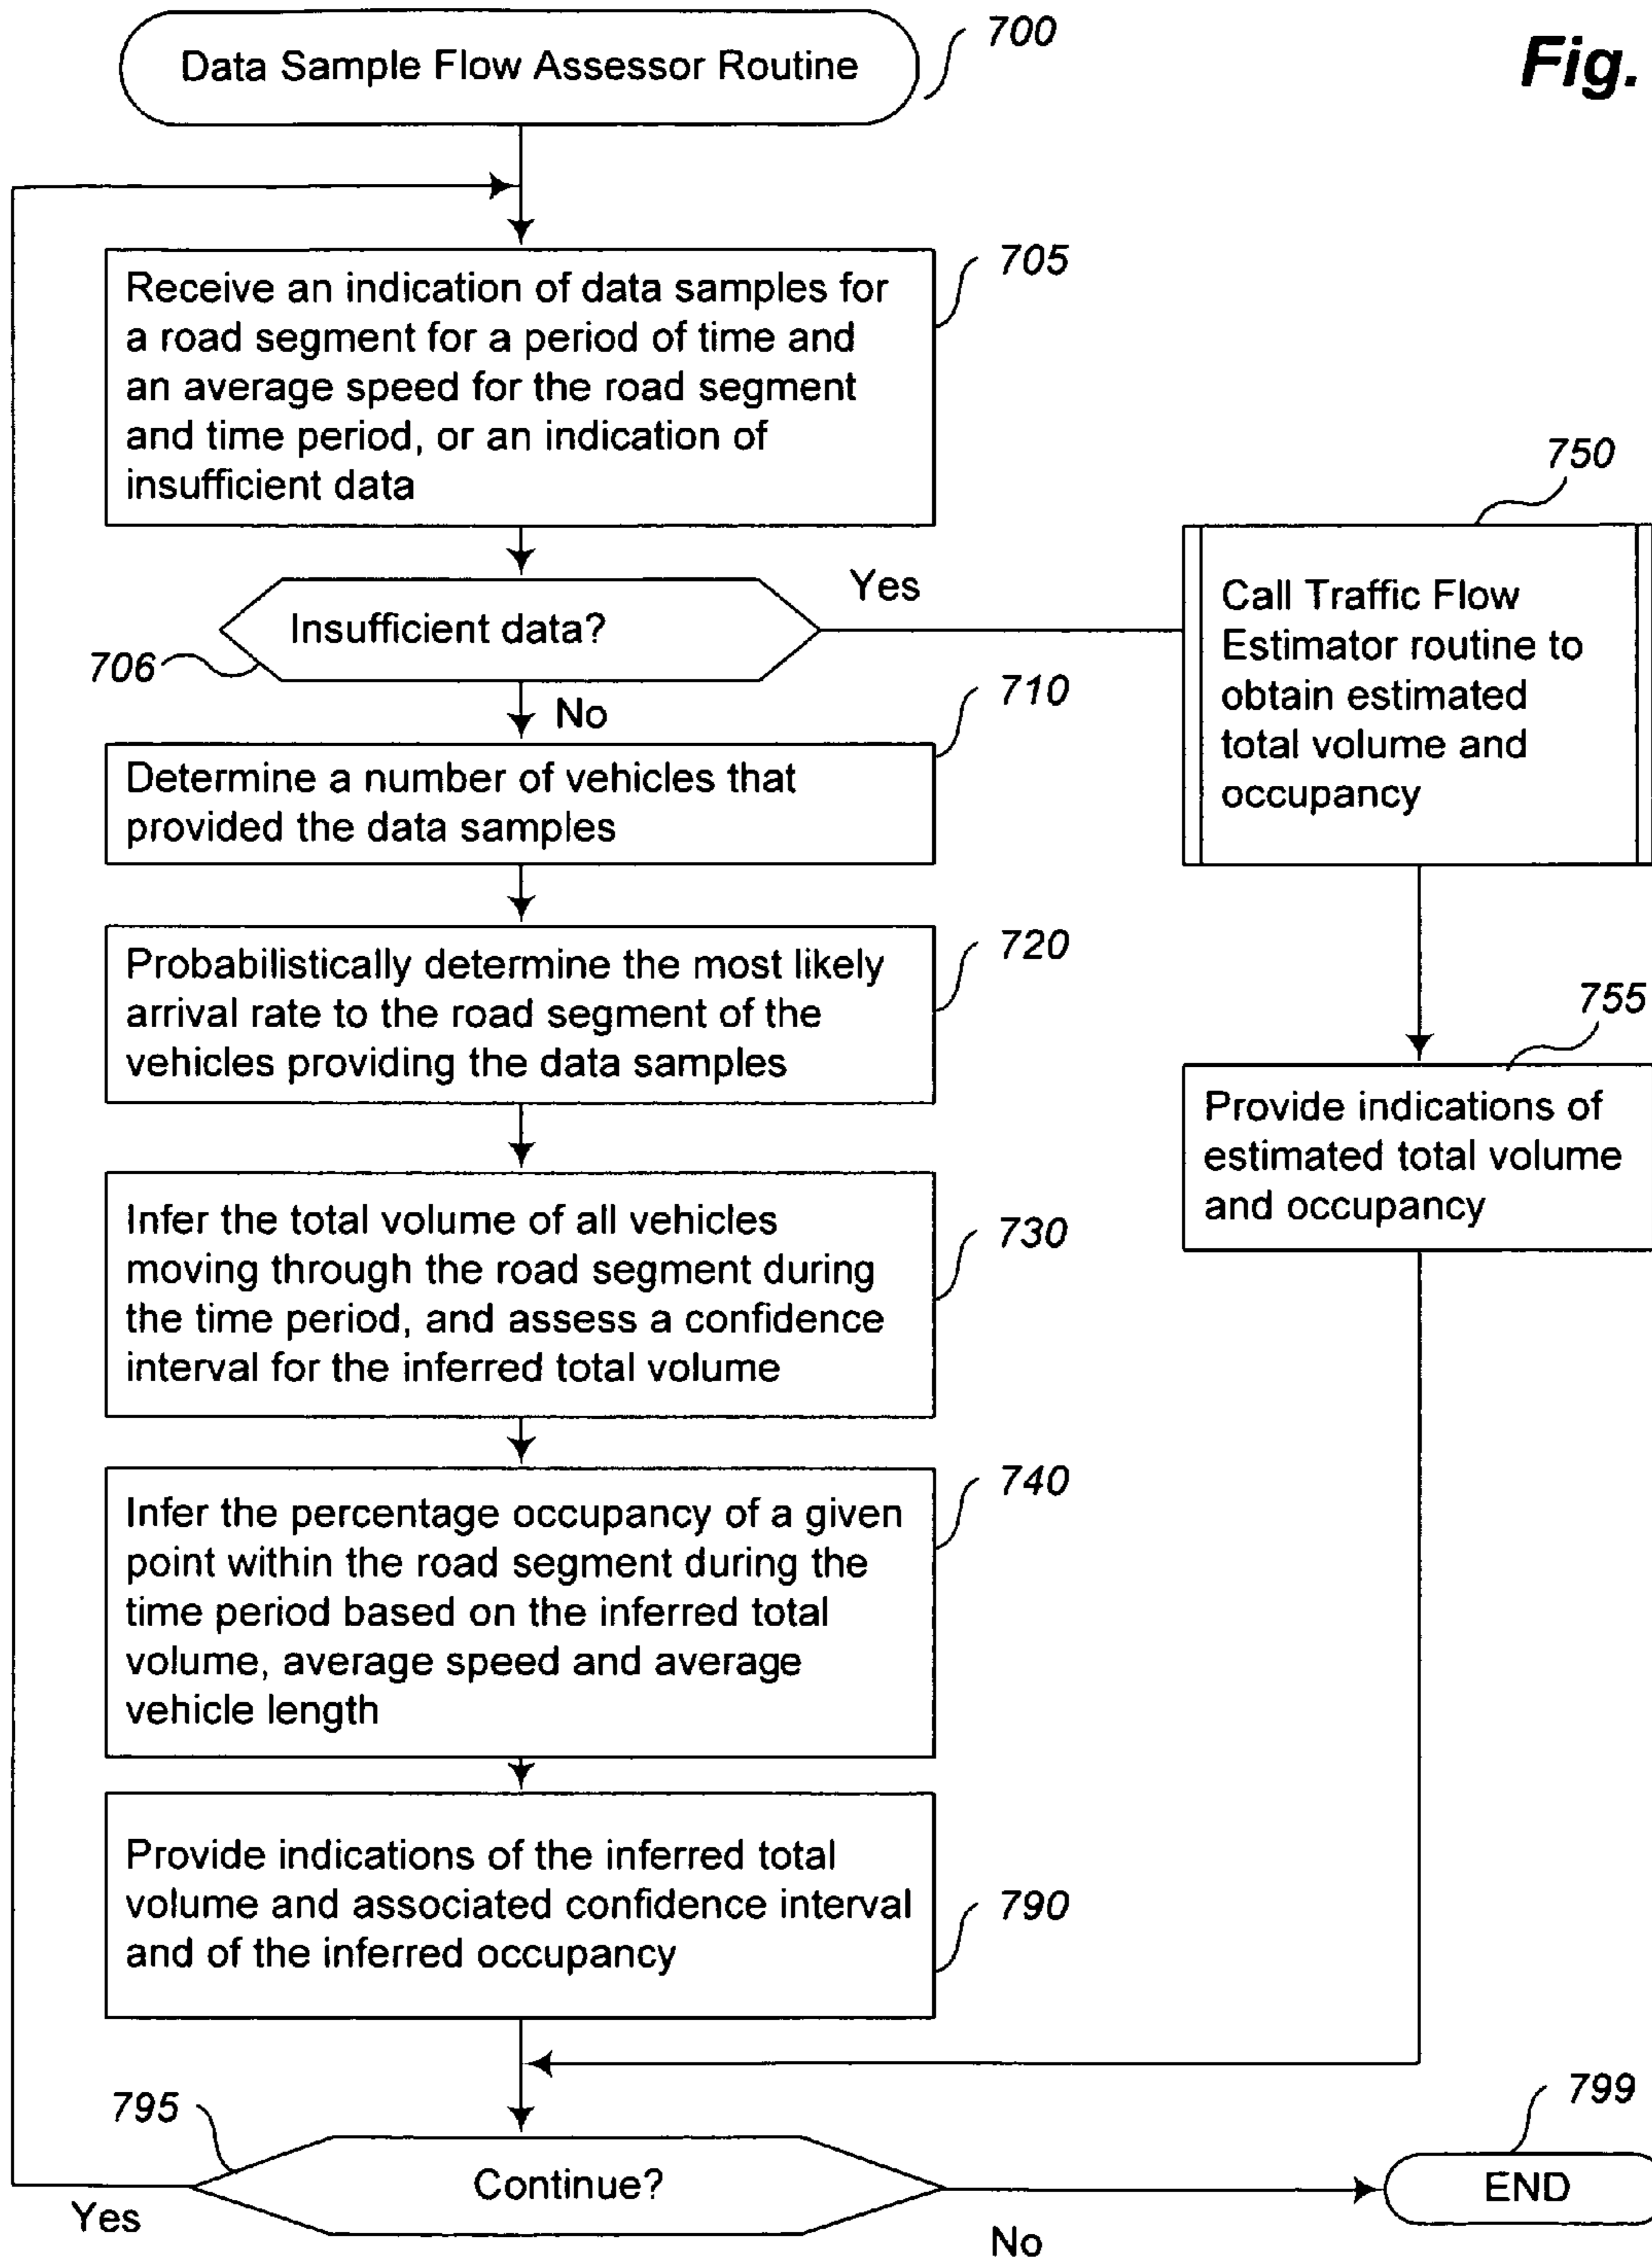 Data Sample Flow Assessor Routine
700
Fig.
Receive an indication of data samples for
a road segment for a period of time and
an average speed for the road segment
and time period, or an indication of
insufficient data
705
Insufficient data?
706
Yes
No
750
Call Traffic Flow
Estimator routine to
obtain estimated
total volume and
occupancy
710
Determine a number of vehicles that
provided the data samples
720
Probabilistically determine the most likely
arrival rate to the road segment of the
vehicles providing the data samples
755
Provide indications of
estimated total volume
and occupancy
730
Infer the total volume of all vehicles
moving through the road segment during
the time period, and assess a confidence
interval for the inferred total volume
740
Infer the percentage occupancy of a given
point within the road segment during the
time period based on the inferred total
volume, average speed and average
vehicle length
Provide indications of the inferred total
volume and associated confidence interval
and of the inferred occupancy
790
795
Continue?
Yes
No
799
END